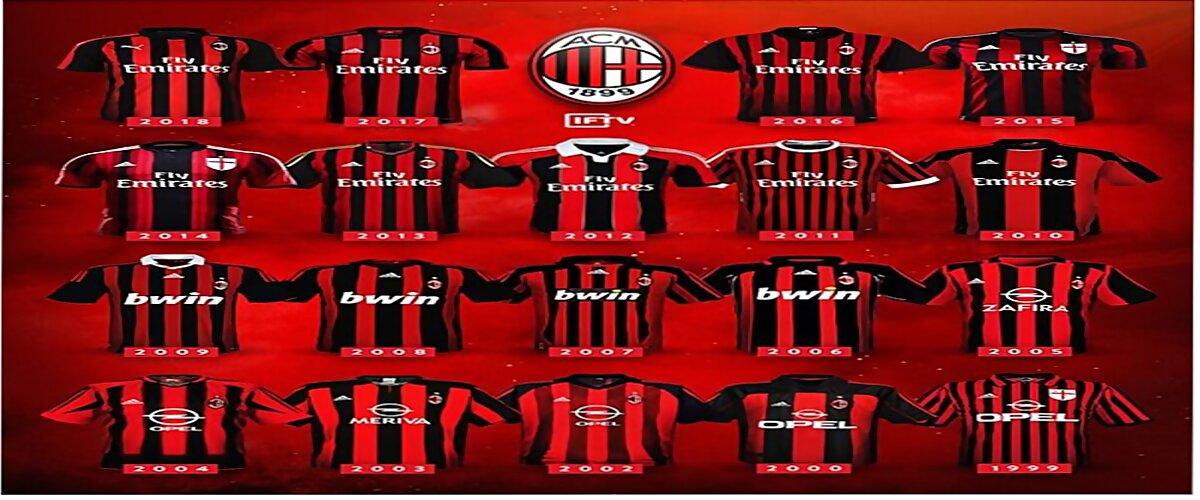 Fly
Emirates
2018
Fly
Emirates
2017
ACM
1899
IFTV
Fly
Emirates
2016
Fly
Emirates
2015
Fly
Emirates
2014
Fly
Emirates
2013
Fly
Emirates
2012
Fly
Emirates
2011
Fly
Emirates
2010
bwin
2009
bwin
2008
bwin
2007
bwin
2006
ZAFIRA
2005
OPEL
2004
MERIVA
2003
OPEL
2002
OPEL
2000
OPEL
1999